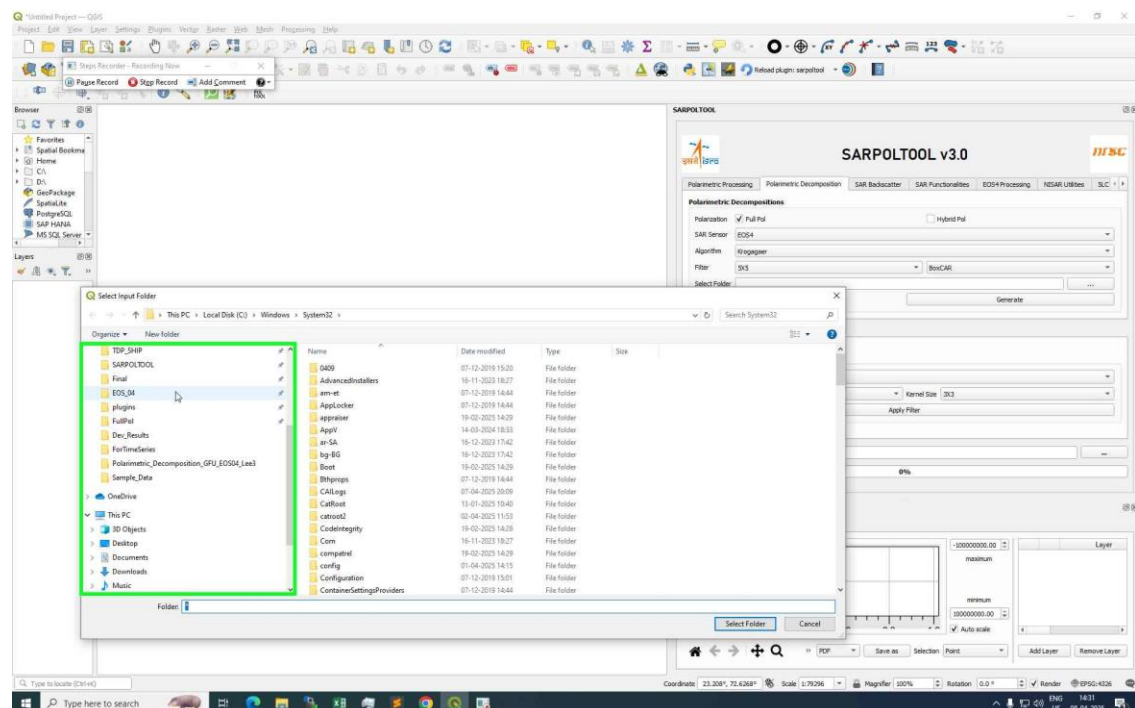 *Untitled Project — QGIS
Project Edit View Layer Settings Plugins Vector Raster Web Mesh Processing Help
Steps Recorder - Recording Now
Pause Record Stop Record Add Comment
Reload plugin: sarpoltool
Browser
Favorites
Spatial Bookma
Home
C:\
D:\
GeoPackage
SpatiaLite
PostgreSQL
SAP HANA
MS SQL Server
Layers
SARPOLTOOL
इसरो isro
SARPOLTOOL v3.0
nrsc
Polarimetric Processing Polarimetric Decomposition SAR Backscatter SAR Functionalities EOS4 Processing NISAR Utilities SLC
Polarimetric Decompositions
Polarization Full Pol Hybrid Pol
SAR Sensor EOS4
Algorithm Krogagaer
Filter 5X5 BoxCAR
Select Folder ...
Generate
Kernel Size 3X3
Apply Filter
...
0%
Select Input Folder
This PC > Local Disk (C:) > Windows > System32 >
Search System32
Organize New folder
TDP_SHIP
SARPOLTOOL
Final
EOS_04
plugins
FullPol
Dev_Results
ForTimeSeries
Polarimetric_Decomposition_GFU_EOS04_Lee3
Sample_Data
OneDrive
This PC
3D Objects
Desktop
Documents
Downloads
Music
Name Date modified Type Size
0409 07-12-2019 15:20 File folder
AdvancedInstallers 16-11-2023 18:27 File folder
am-et 07-12-2019 14:44 File folder
AppLocker 07-12-2019 14:44 File folder
appraiser 19-02-2025 14:29 File folder
AppV 14-03-2024 18:33 File folder
ar-SA 16-12-2023 17:42 File folder
bg-BG 16-12-2023 17:42 File folder
Boot 19-02-2025 14:29 File folder
Bthprops 07-12-2019 14:44 File folder
CAILogs 07-04-2025 20:09 File folder
CatRoot 13-01-2025 10:40 File folder
catroot2 02-04-2025 11:53 File folder
CodeIntegrity 19-02-2025 14:28 File folder
Com 16-11-2023 18:27 File folder
compatrel 19-02-2025 14:29 File folder
config 01-04-2025 14:15 File folder
Configuration 07-12-2019 15:01 File folder
ContainerSettingsProviders 07-12-2019 14:44 File folder
Folder:
Select Folder Cancel
-100000000.00
maximum
minimum
100000000.00
Auto scale
Layer
PDF Save as Selection Point Add Layer Remove Layer
Type to locate (Ctrl+K)
Coordinate 23.208°, 72.6268° Scale 1:79296 Magnifier 100% Rotation 0.0° Render EPSG:4326
Type here to search
ENG 14:31